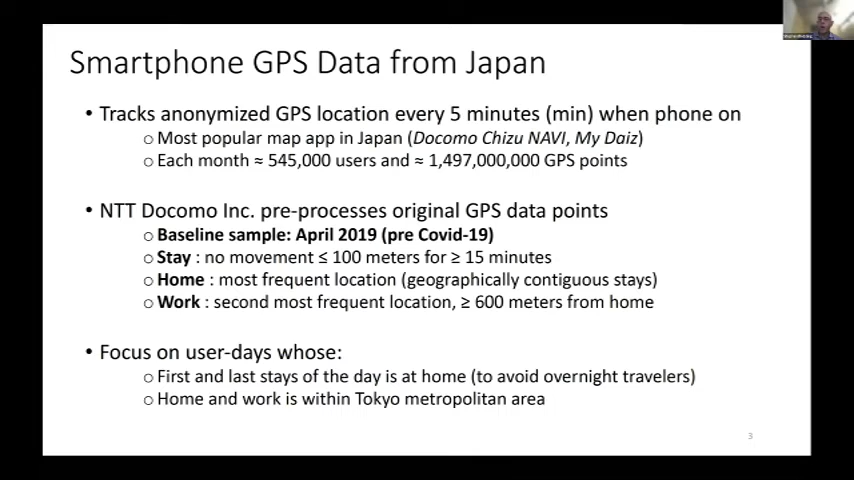 Smartphone GPS Data from Japan
• Tracks anonymized GPS location every 5 minutes (min) when phone on
o Most popular map app in Japan (Docomo Chizu NAVI, My Daiz)
o Each month ≈ 545,000 users and ≈ 1,497,000,000 GPS points
• NTT Docomo Inc. pre-processes original GPS data points
o Baseline sample: April 2019 (pre Covid-19)
o Stay : no movement ≤ 100 meters for ≥ 15 minutes
o Home : most frequent location (geographically contiguous stays)
o Work : second most frequent location, ≥ 600 meters from home
• Focus on user-days whose:
o First and last stays of the day is at home (to avoid overnight travelers)
o Home and work is within Tokyo metropolitan area
3